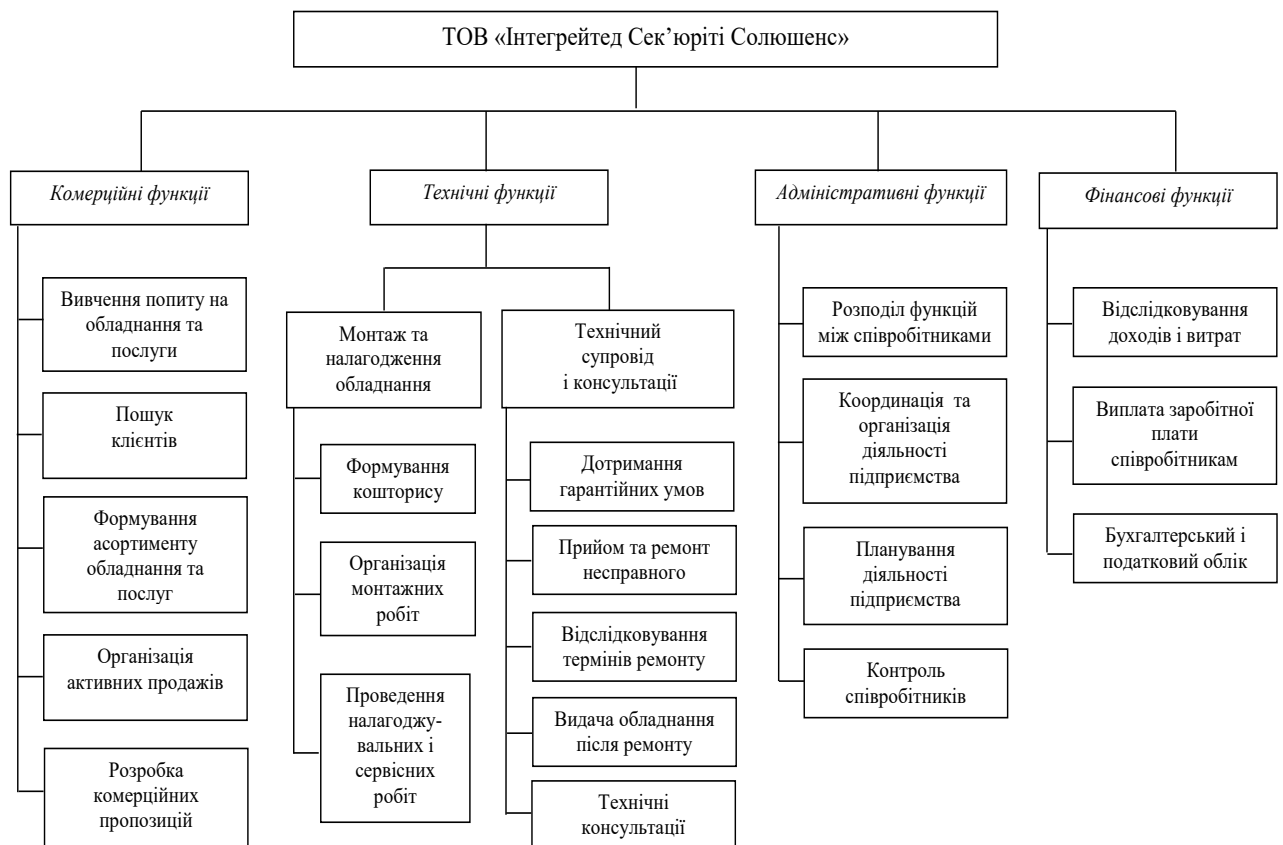 ТОВ «Інтегрейтед Сек’юріті Солюшенс»
Комерційні функції
Технічні функції
Адміністративні функції
Фінансові функції
Вивчення попиту на
обладнання та
послуги
Пошук
клієнтів
Формування
асортименту
обладнання та
послуг
Організація
активних продажів
Розробка
комерційних
пропозицій
Монтаж та
налагодження
обладнання
Формування
кошторису
Організація
монтажних
робіт
Проведення
налагоджу-
вальних і
сервісних
робіт
Технічний
супровід
і консультації
Дотримання
гарантійних умов
Прийом та ремонт
несправного
Відслідковування
термінів ремонту
Видача обладнання
після ремонту
Технічні
консультації
Розподіл функцій
між співробітниками
Координація та
організація
діяльності
підприємства
Планування
діяльності
підприємства
Контроль
співробітників
Відслідковування
доходів і витрат
Виплата заробітної
плати
співробітникам
Бухгалтерський і
податковий облік